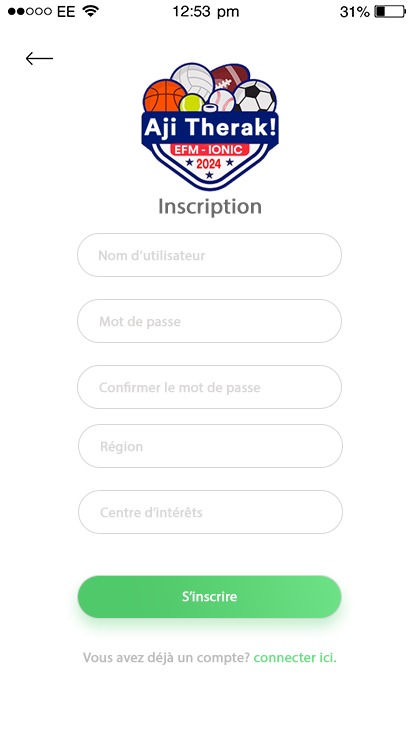 EE 12:53 pm 31%
Aji Therak!
EFM - IONIC
2024
Inscription
Nom d'utilisateur
Mot de passe
Confirmer le mot de passe
Région
Centre d'intérêts
S'inscrire
Vous avez déjà un compte? connecter ici.